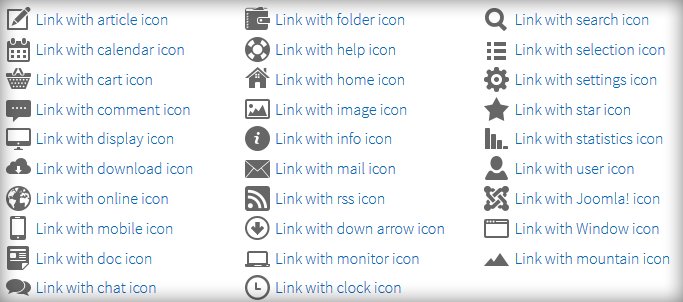 Link with article icon
Link with calendar icon
Link with cart icon
Link with comment icon
Link with display icon
Link with download icon
Link with online icon
Link with mobile icon
Link with doc icon
Link with chat icon
Link with folder icon
Link with help icon
Link with home icon
Link with image icon
Link with info icon
Link with mail icon
Link with rss icon
Link with down arrow icon
Link with monitor icon
Link with clock icon
Link with search icon
Link with selection icon
Link with settings icon
Link with star icon
Link with statistics icon
Link with user icon
Link with Joomla! icon
Link with Window icon
Link with mountain icon